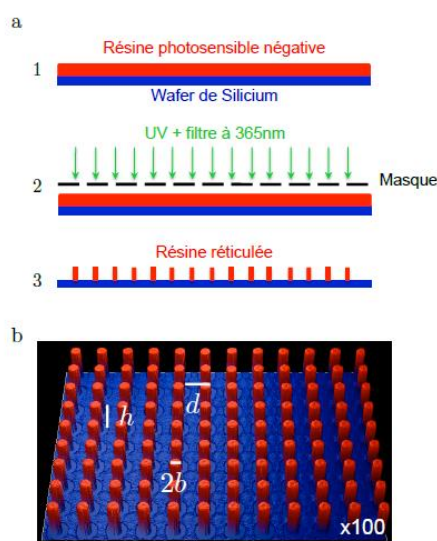 a
Résine photosensible négative
1
Wafer de Silicium
UV + filtre à 365nm
Masque
2
Résine réticulée
3
b
d
h
2b
x100